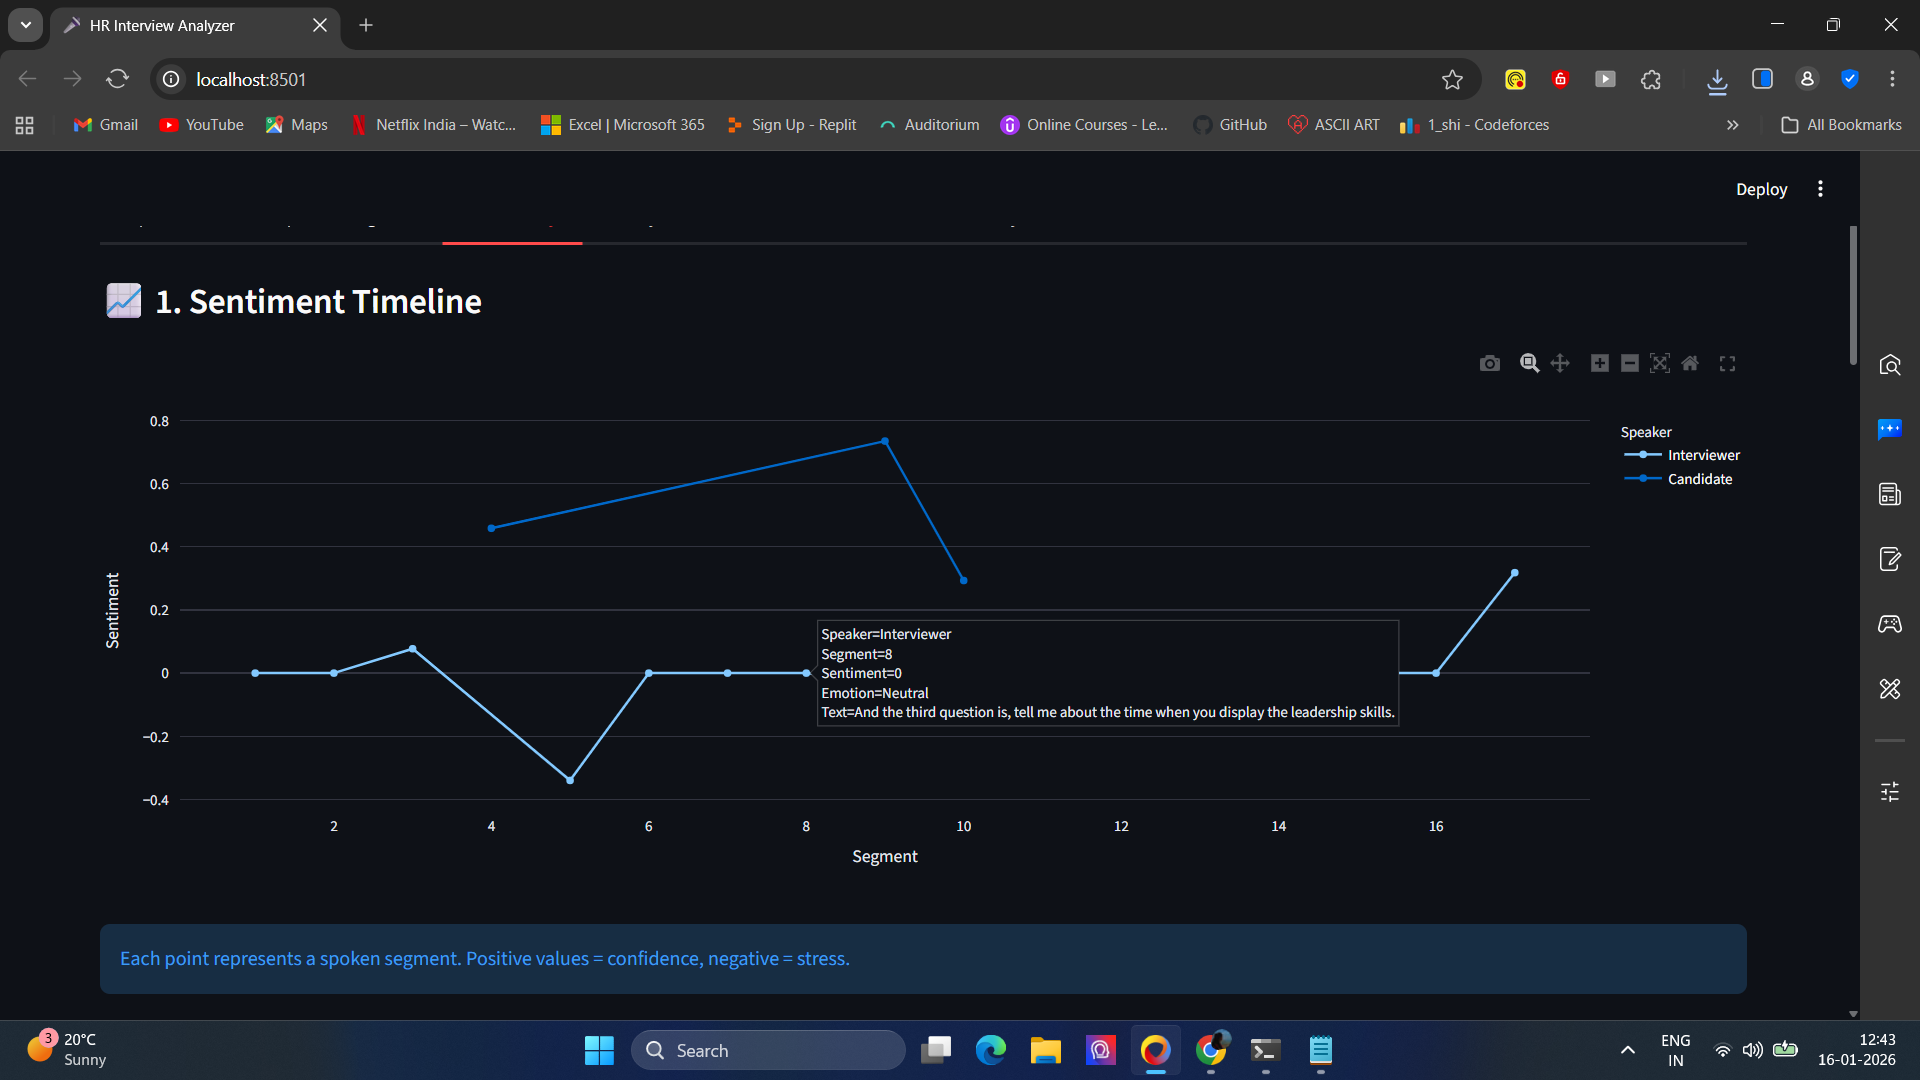 HR Interview Analyzer
localhost:8501
Gmail
YouTube
Maps
Netflix India – Watc...
Excel | Microsoft 365
Sign Up - Replit
Auditorium
Online Courses - Le...
GitHub
ASCII ART
1_shi - Codeforces
All Bookmarks
Deploy
1. Sentiment Timeline
Sentiment
0.8
0.6
0.4
0.2
0
−0.2
−0.4
Speaker
Interviewer
Candidate
Speaker=Interviewer
Segment=8
Sentiment=0
Emotion=Neutral
Text=And the third question is, tell me about the time when you display the leadership skills.
2 4 6 8 10 12 14 16
Segment
Each point represents a spoken segment. Positive values = confidence, negative = stress.
3
20°C
Sunny
Search
ENG
IN
12:43
16-01-2026